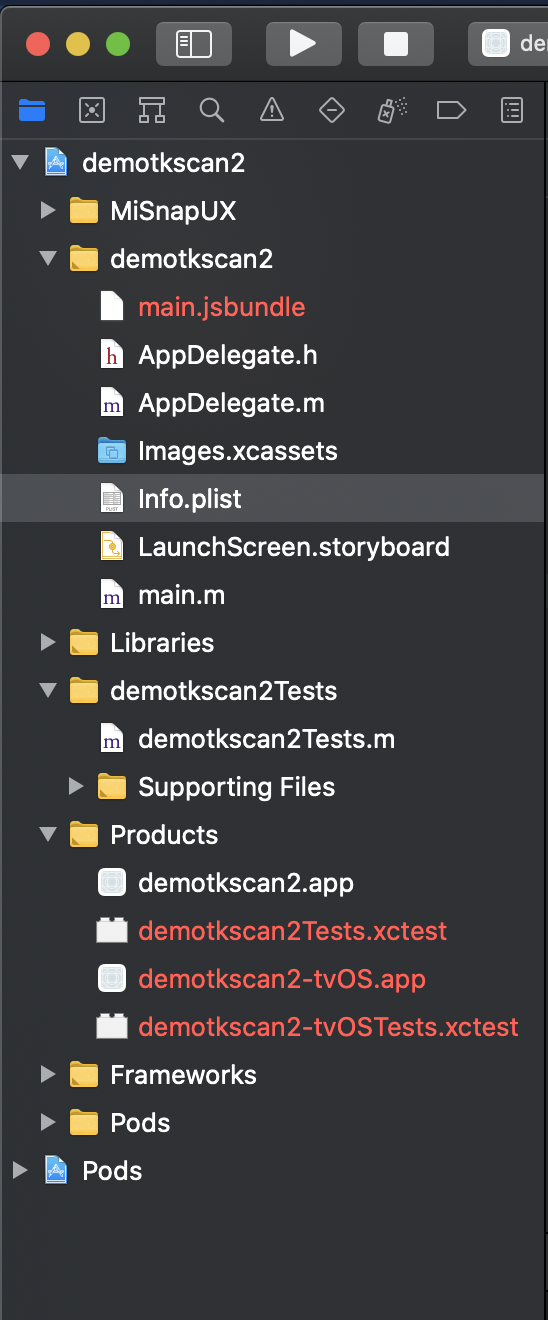 de
demotkscan2
MiSnapUX
demotkscan2
main.jsbundle
AppDelegate.h
AppDelegate.m
Images.xcassets
Info.plist
LaunchScreen.storyboard
main.m
Libraries
demotkscan2Tests
demotkscan2Tests.m
Supporting Files
Products
demotkscan2.app
demotkscan2Tests.xctest
demotkscan2-tvOS.app
demotkscan2-tvOSTests.xctest
Frameworks
Pods
Pods